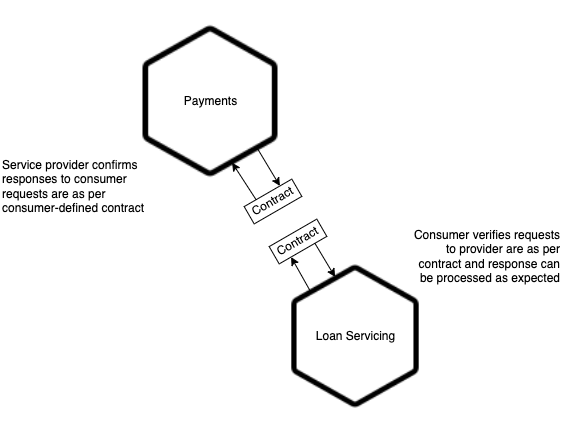 Payments
Service provider confirms
responses to consumer
requests are as per
consumer-defined contract
Contract
Contract
Consumer verifies requests
to provider are as per
contract and response can
be processed as expected
Loan Servicing